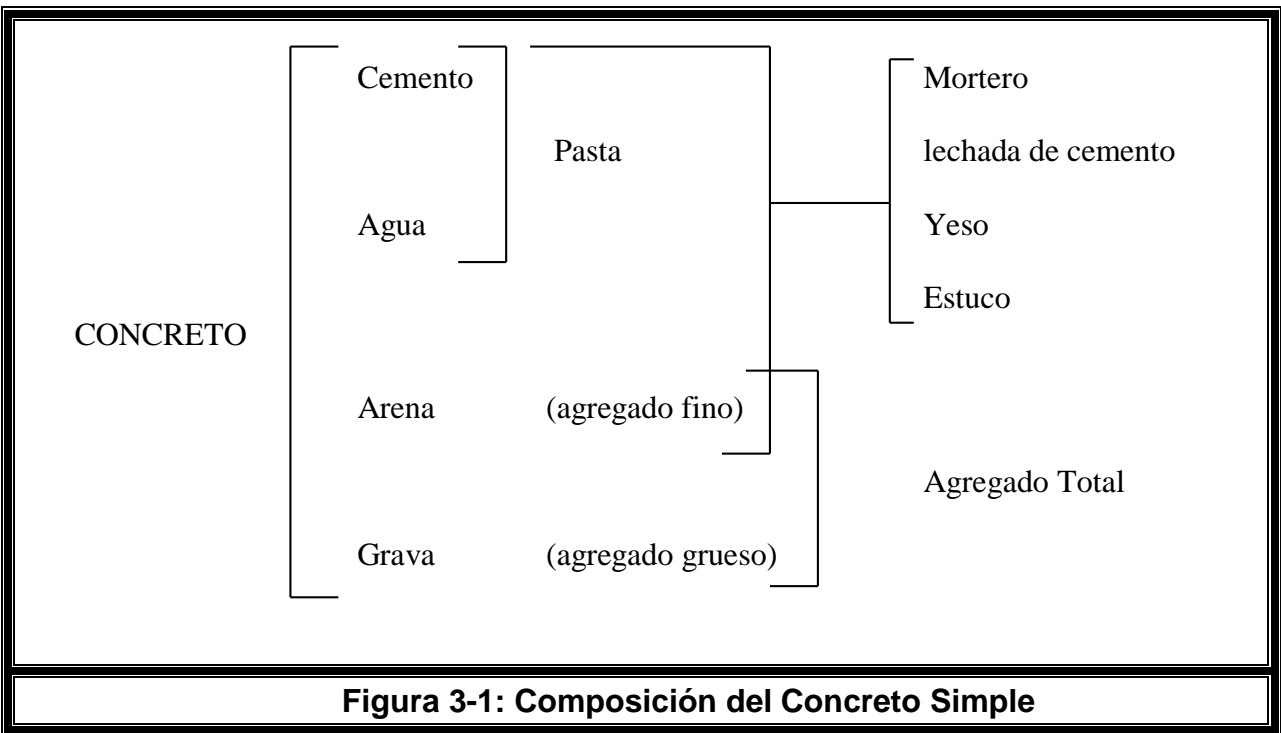 Cemento
Mortero
Pasta
lechada de cemento
Agua
Yeso
Estuco
CONCRETO
Arena (agregado fino)
Agregado Total
Grava (agregado grueso)
Figura 3-1: Composición del Concreto Simple